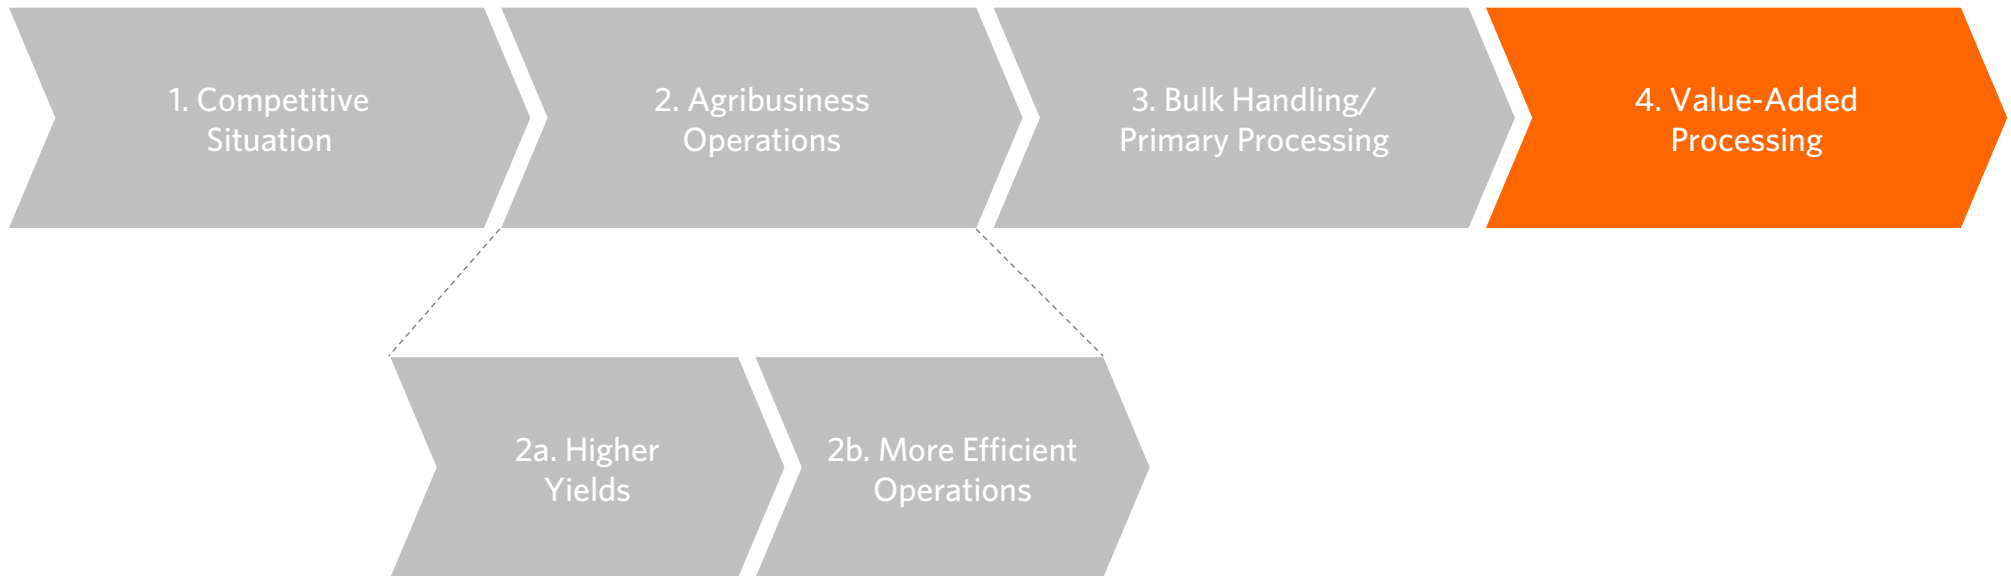 1. Competitive
Situation
2. Agribusiness
Operations
3. Bulk Handling/
Primary Processing
4. Value-Added
Processing
2a. Higher
Yields
2b. More Efficient
Operations